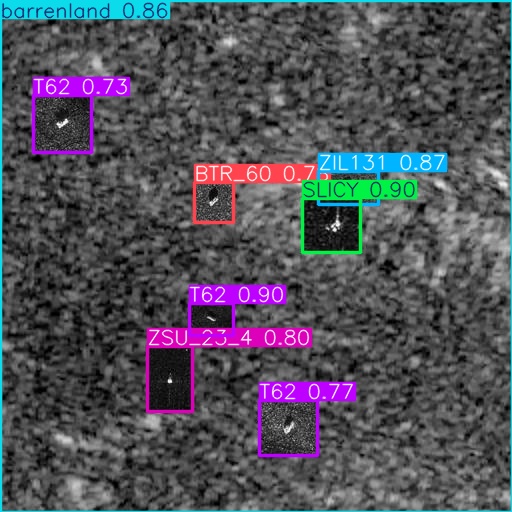 barrenland 0.86
T62 0.73
ZIL131 0.87
BTR_60 0.7
SLICY 0.90
T62 0.90
ZSU_23_4 0.80
T62 0.77